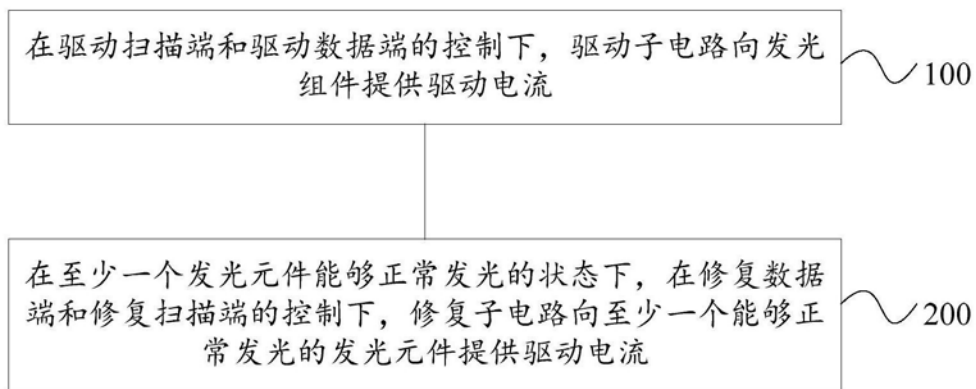 在驱动扫描端和驱动数据端的控制下，驱动子电路向发光
组件提供驱动电流
100
在至少一个发光元件能够正常发光的状态下，在修复数据
端和修复扫描端的控制下，修复子电路向至少一个能够正
常发光的发光元件提供驱动电流
200